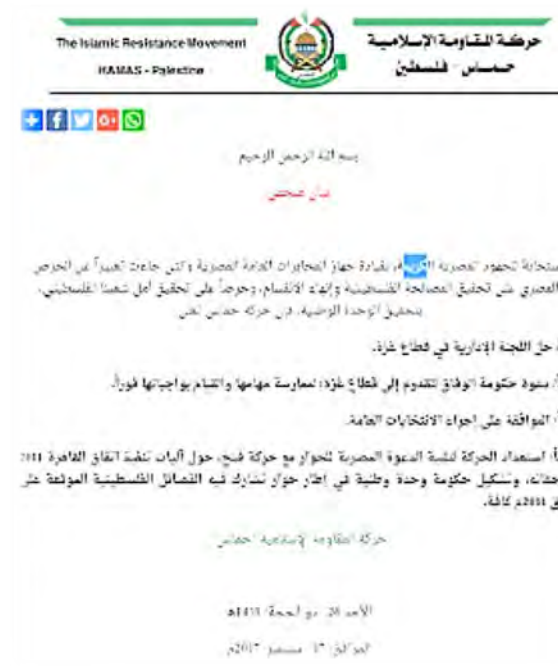 The Islamic Resistance Movement
HAMAS - Palestine
حركة المقاومة الإسلامية
حمـــاس - فلسطين
بسم الله الرحمن الرحيم
بيان صحفي
ستجابة للجهود المصرية الكريمة، بقيادة جهاز المخابرات العامة المصرية والتي جاءت تعبيراً عن الحرص
المصري على تحقيق المصالحة الفلسطينية وإنهاء الانقسام، وحرصاً على تحقيق أمل شعبنا الفلسطيني،
بتحقيق الوحدة الوطنية، فإن حركة حماس تعلن
حل اللجنة الإدارية في قطاع غزة.
دعوة حكومة الوفاق للقدوم إلى قطاع غزة؛ لممارسة مهامها والقيام بواجباتها فوراً.
الموافقة على إجراء الانتخابات العامة.
استعداد الحركة لتلبية الدعوة المصرية للحوار مع حركة فتح، حول آليات تنفيذ اتفاق القاهرة 2011
وتشكيل حكومة وحدة وطنية في إطار حوار تشارك فيه الفصائل الفلسطينية الموقعة على
2011م كافة.
حركة المقاومة الإسلامية حماس
الأحد 26 ذو الحجة
الموافق 17 سبتمبر 2017م